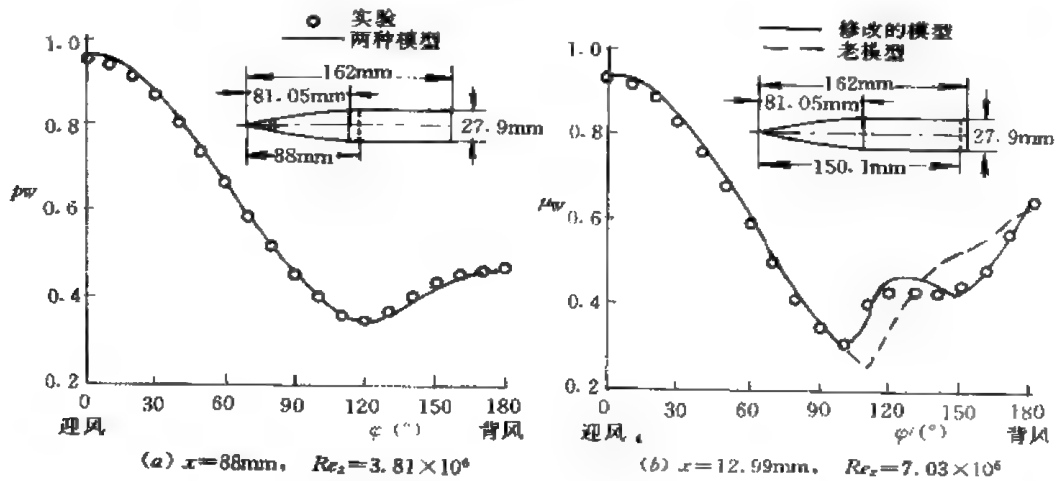 实验
两种模型
1.0
0.8
pw
0.6
0.4
0.2
162mm
81.05mm
27.9mm
88mm
0 30 60 90 120 150 180
迎风 φ(°) 背风
(a) x=88mm, Re₂=3.81×10⁶
修改的模型
老模型
1.0
0.8
0.6
0.4
0.2
162mm
81.05mm
27.9mm
150.1mm
0 30 60 90 120 150 180
迎风 φ(°) 背风
(b) x=12.99mm, Reₓ=7.03×10⁶